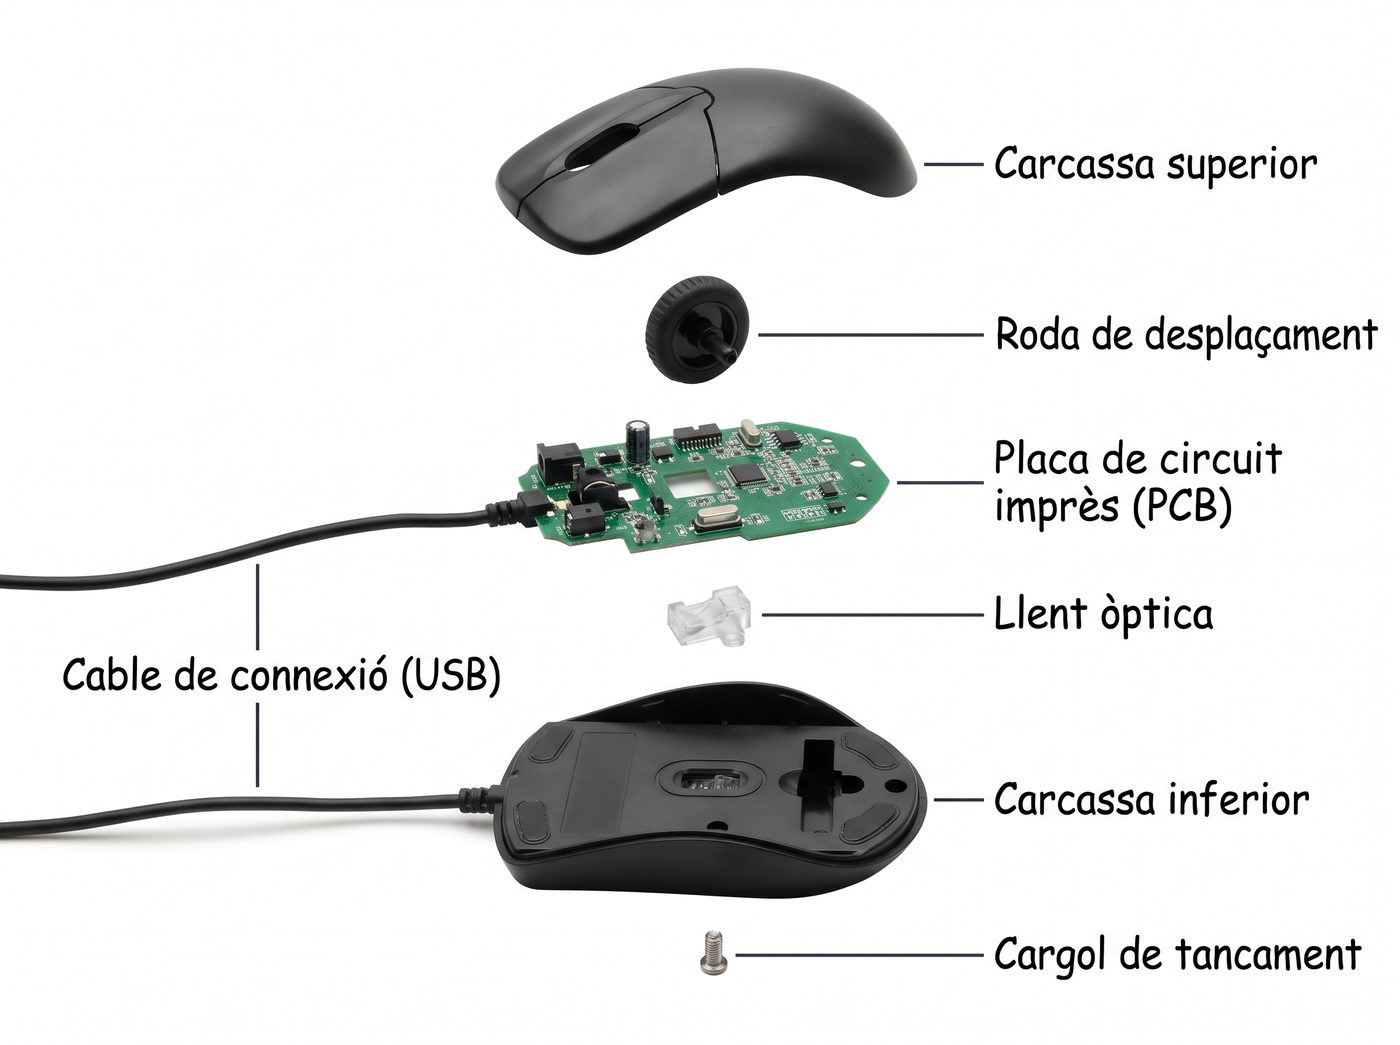 Carcassa superior
Roda de desplaçament
Placa de circuit
imprès (PCB)
Llent òptica
Cable de connexió (USB)
Carcassa inferior
Cargol de tancament